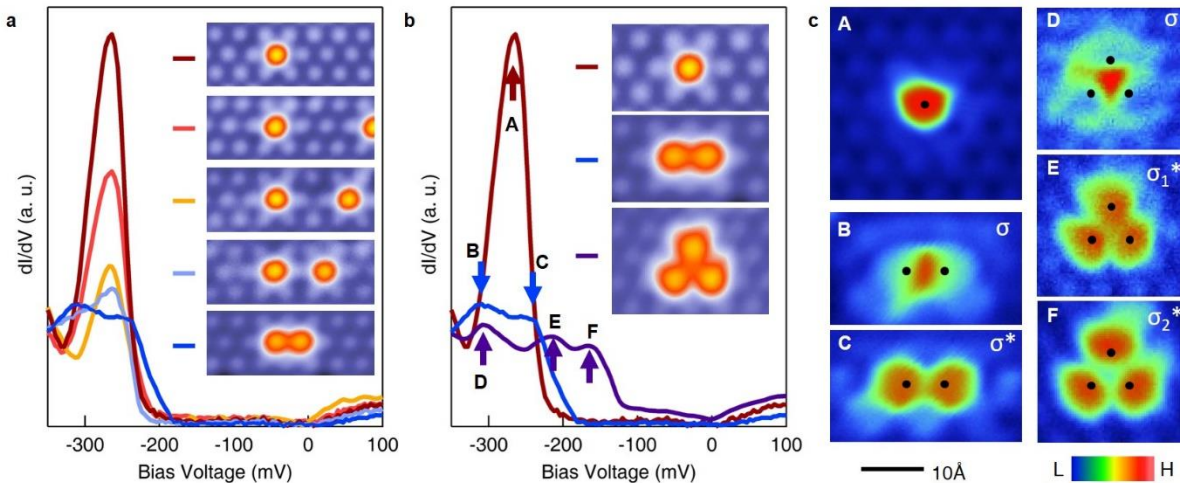 a
dI/dV (a. u.)
-300
-200
-100
0
100
Bias Voltage (mV)
b
dI/dV (a. u.)
A
B
C
D
E
F
-300
-200
-100
0
100
Bias Voltage (mV)
c
A
B
σ
C
σ*
D
σ
E
σ₁*
F
σ₂*
10Å
L
H